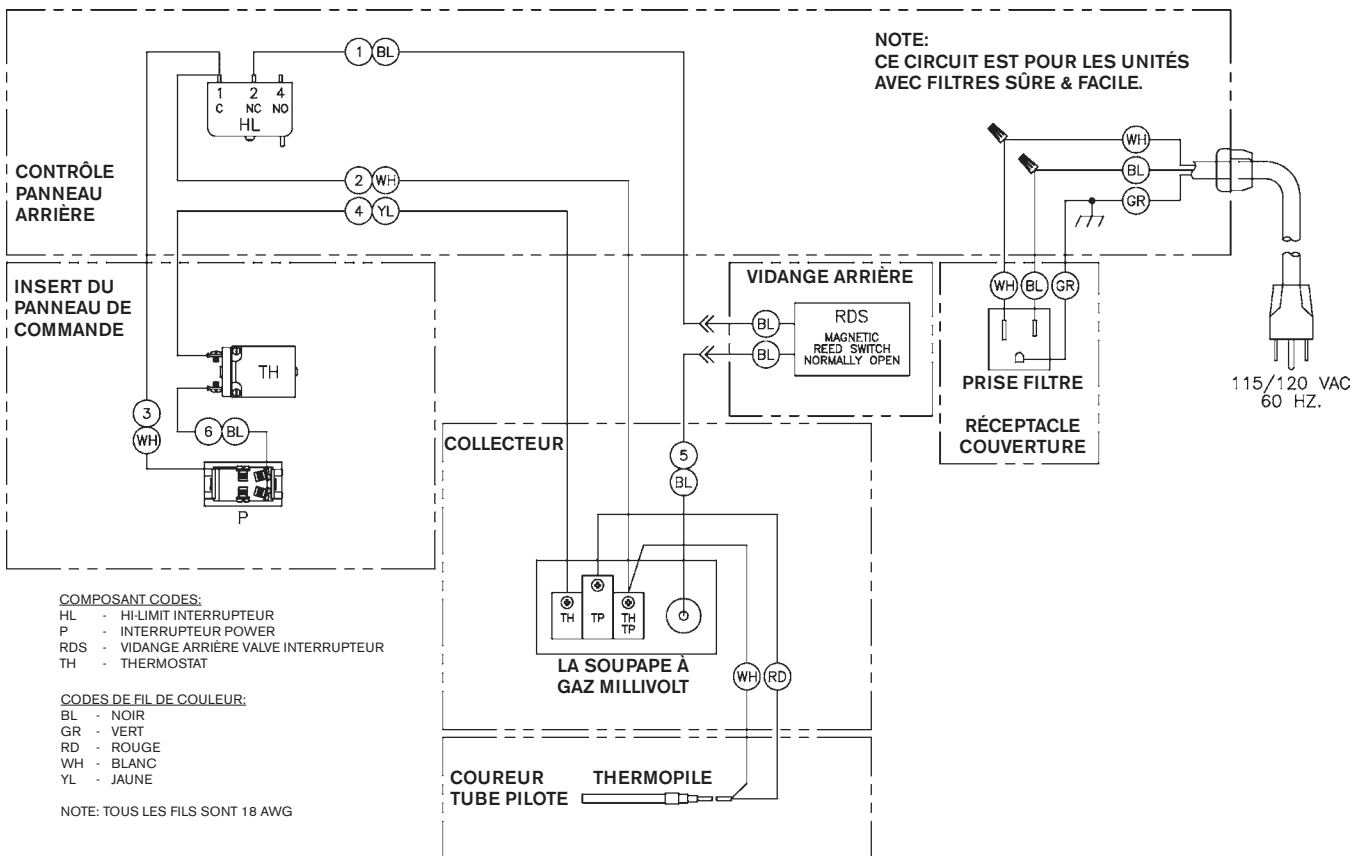 NOTE:
CE CIRCUIT EST POUR LES UNITÉS
AVEC FILTRES SÛRE & FACILE.
1 BL
1 2 4
C NC NO
HL
CONTRÔLE
PANNEAU
ARRIÈRE
2 WH
4 YL
WH
BL
GR
115/120 VAC
60 HZ.
INSERT DU
PANNEAU DE
COMMANDE
TH
3
WH
6 BL
P
VIDANGE ARRIÈRE
BL
BL
RDS
MAGNETIC
REED SWITCH
NORMALLY OPEN
WH BL GR
PRISE FILTRE
RÉCEPTACLE
COUVERTURE
COLLECTEUR
5
BL
TH TP TH
TP
LA SOUPAPE À
GAZ MILLIVOLT
WH RD
COUREUR
TUBE PILOTE
THERMOPILE
COMPOSANT CODES:
HL - HI-LIMIT INTERRUPTEUR
P - INTERRUPTEUR POWER
RDS - VIDANGE ARRIÈRE VALVE INTERRUPTEUR
TH - THERMOSTAT
CODES DE FIL DE COULEUR:
BL - NOIR
GR - VERT
RD - ROUGE
WH - BLANC
YL - JAUNE
NOTE: TOUS LES FILS SONT 18 AWG